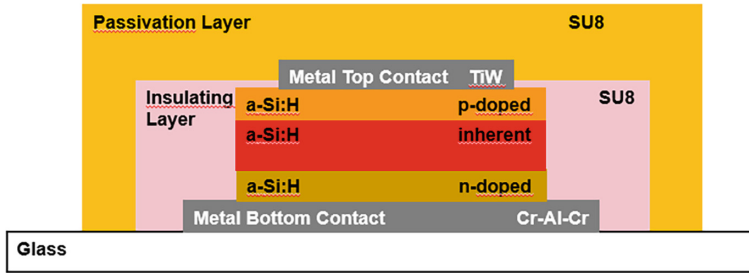 Passivation Layer SU8
Metal Top Contact TiW
Insulating Layer SU8
a-Si:H p-doped
a-Si:H inherent
a-Si:H n-doped
Metal Bottom Contact Cr-Al-Cr
Glass